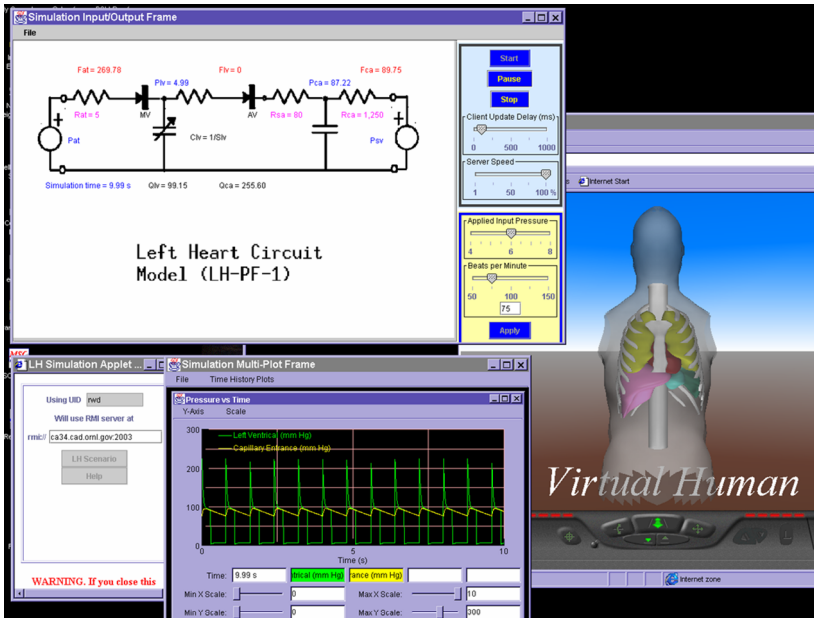 Simulation Input/Output Frame
File
Fat = 269.78
Flv = 0
Fca = 89.75
Plv = 4.99
Pca = 87.22
Rat = 5
MV
AV
Rsa = 80
Rca = 1,250
+
+
Pat
Clv = 1/Slv
Psv
Simulation time = 9.99 s
Qlv = 99.15
Qca = 255.60
Left Heart Circuit
Model (LH-PF-1)
Start
Pause
Stop
Client Update Delay (ms)
0 500 1000
Server Speed
1 50 100 %
Applied Input Pressure
4 6 8
Beats per Minute
50 100 150
75
Apply
Internet Start
Virtual Human
Internet zone
LH Simulation Applet ...
Using UID rwd
Will use RMI server at
rmi:// ca34.cad.ornl.gov:2003
LH Scenario
Help
WARNING. If you close this
Simulation Multi-Plot Frame
File Time History Plots
Pressure vs Time
Y-Axis Scale
Left Ventrical (mm Hg)
Capillary Entrance (mm Hg)
300
200
100
0
0 5 10
Time (s)
Time: 9.99 s ntrical (mm Hg) rance (mm Hg)
Min X Scale: 0 Max X Scale: 10
Min Y Scale: 0 Max Y Scale: 300